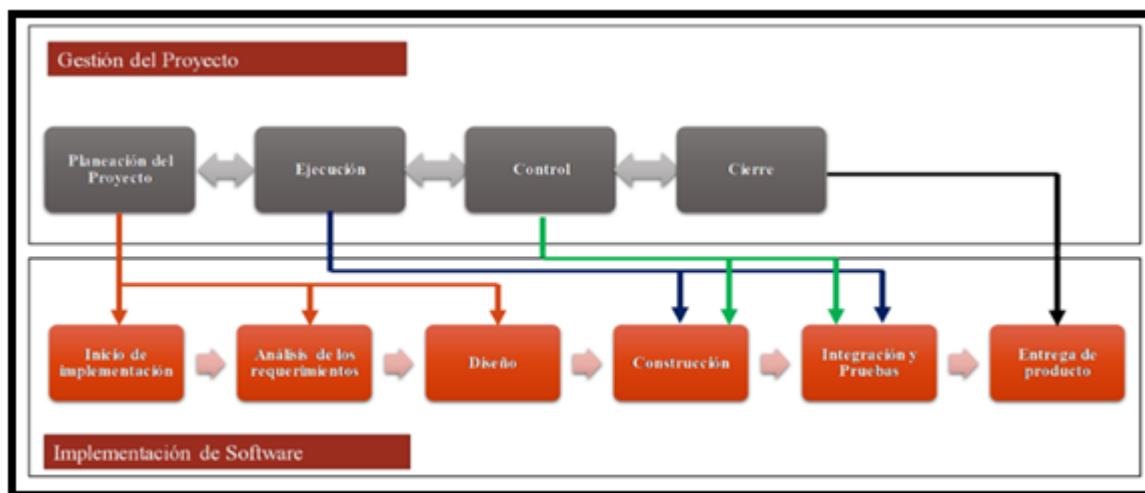 Gestión del Proyecto
Planeación del
Proyecto
Ejecución
Control
Cierre
Inicio de
implementación
Análisis de los
requerimientos
Diseño
Construcción
Integración y
Pruebas
Entrega de
producto
Implementación de Software